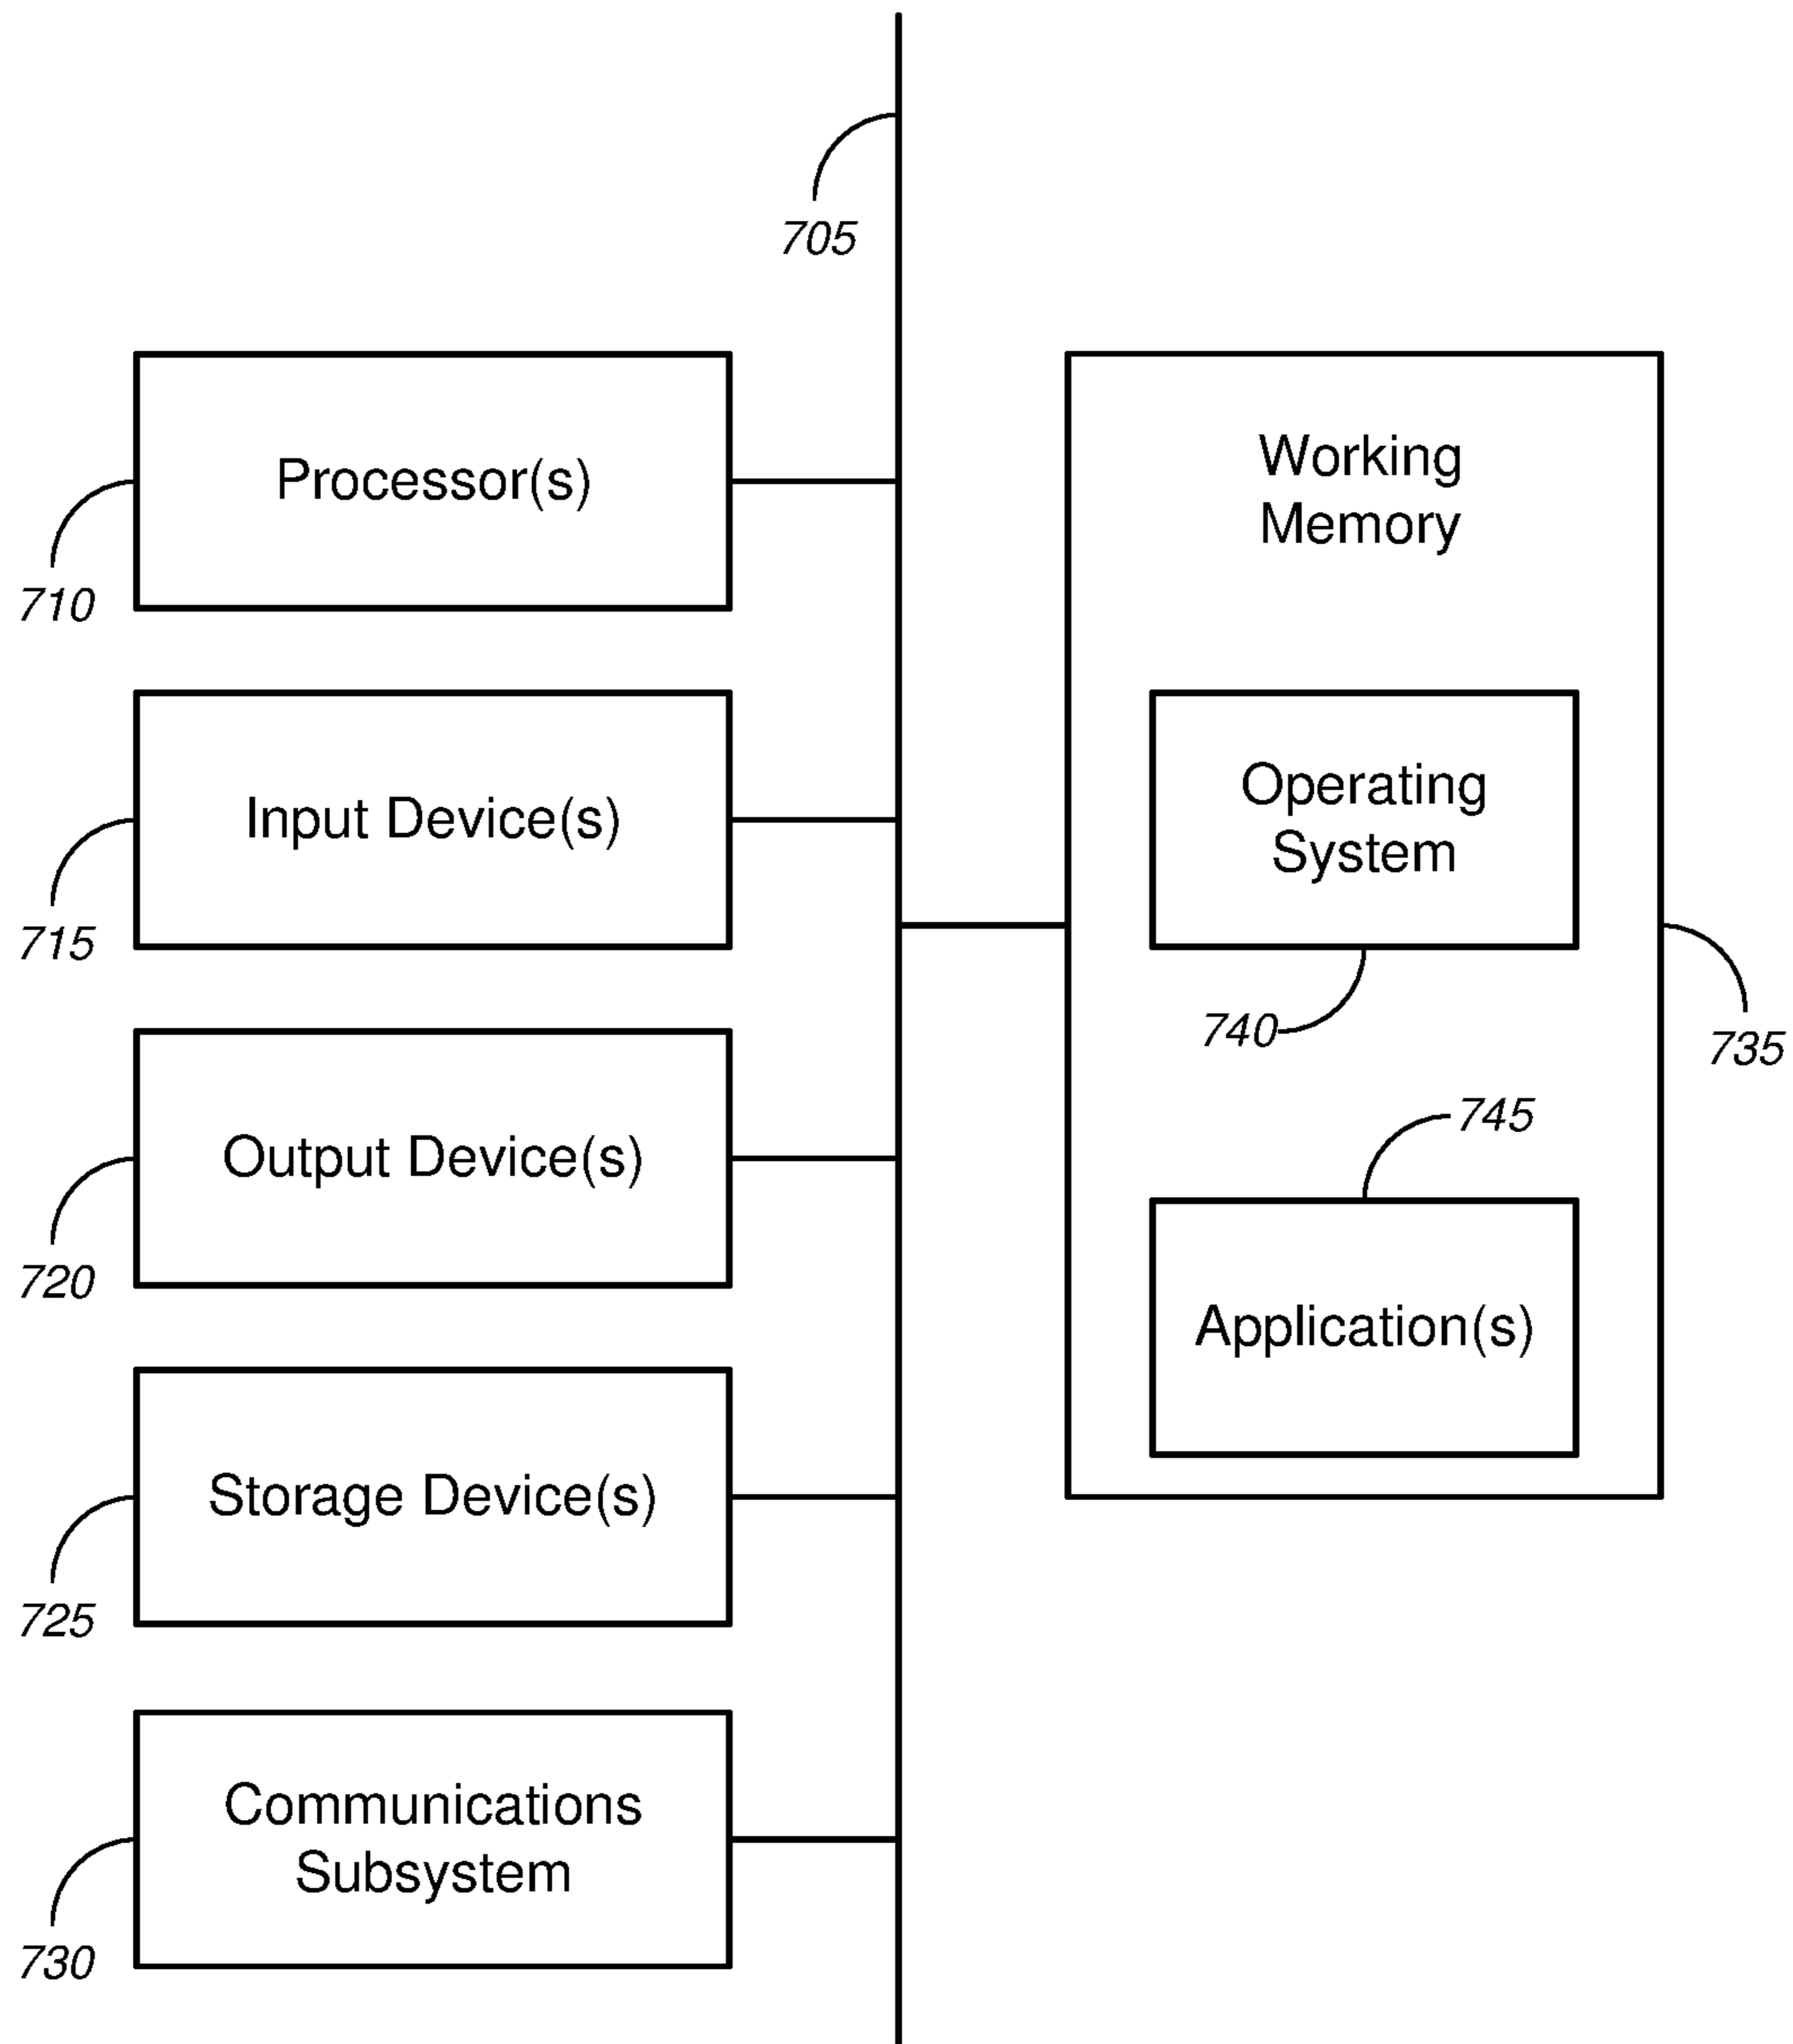 705
Processor(s)
710
Input Device(s)
715
Output Device(s)
720
Storage Device(s)
725
Communications
Subsystem
730
Working
Memory
Operating
System
740
735
745
Application(s)